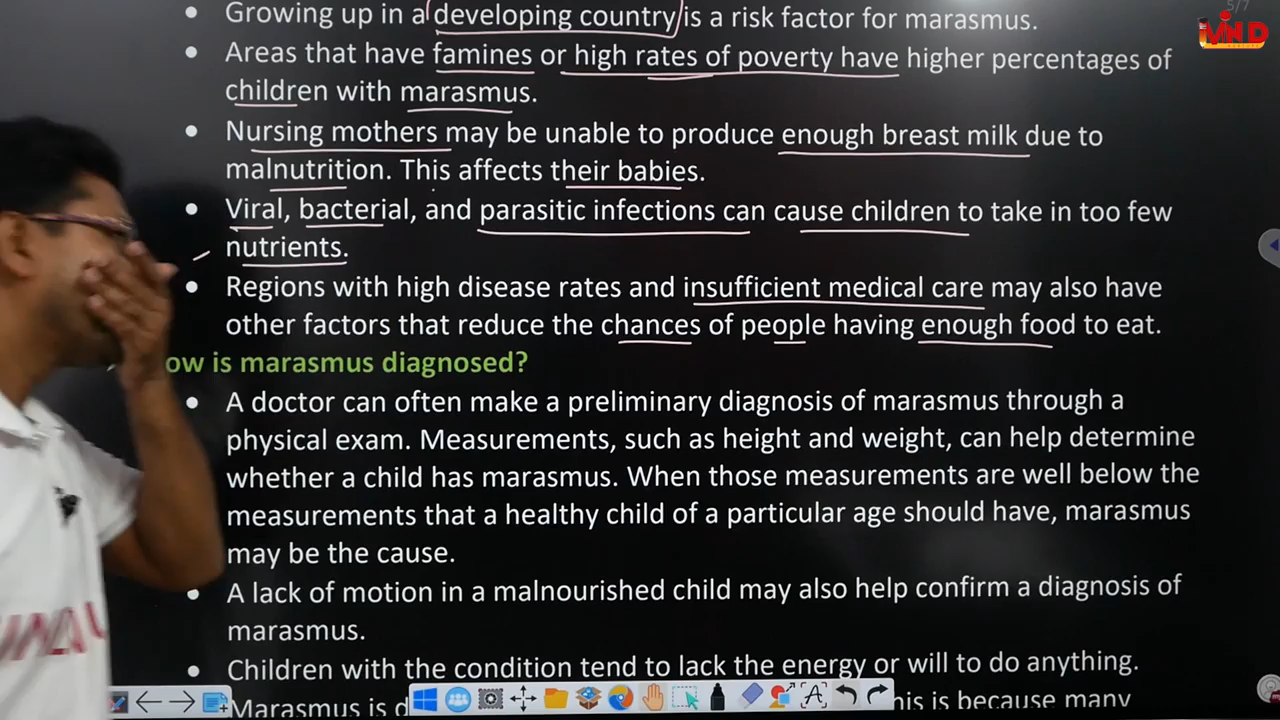 5/7
Growing up in a developing country is a risk factor for marasmus.
MIND
Areas that have famines or high rates of poverty have higher percentages of
children with marasmus.
Nursing mothers may be unable to produce enough breast milk due to
malnutrition. This affects their babies.
Viral, bacterial, and parasitic infections can cause children to take in too few
nutrients.
Regions with high disease rates and insufficient medical care may also have
other factors that reduce the chances of people having enough food to eat.
ow is marasmus diagnosed?
A doctor can often make a preliminary diagnosis of marasmus through a
physical exam. Measurements, such as height and weight, can help determine
whether a child has marasmus. When those measurements are well below the
measurements that a healthy child of a particular age should have, marasmus
may be the cause.
A lack of motion in a malnourished child may also help confirm a diagnosis of
marasmus.
Children with the condition tend to lack the energy or will to do anything.
Marasmus is d his is because many